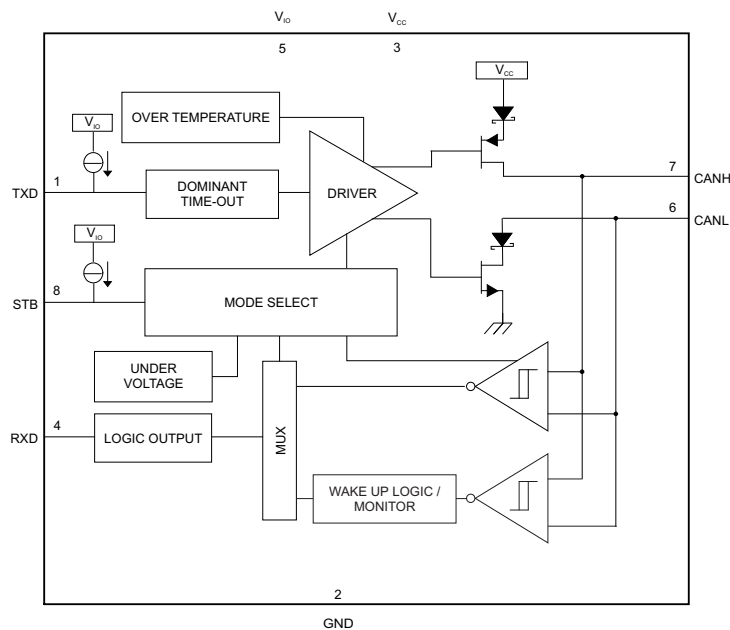 VIO VCC
5 3
VCC
OVER TEMPERATURE
VIO
7
CANH
1
TXD
DOMINANT
TIME-OUT
DRIVER
6
CANL
VIO
8
STB
MODE SELECT
UNDER
VOLTAGE
4
RXD
LOGIC OUTPUT
MUX
WAKE UP LOGIC /
MONITOR
2
GND